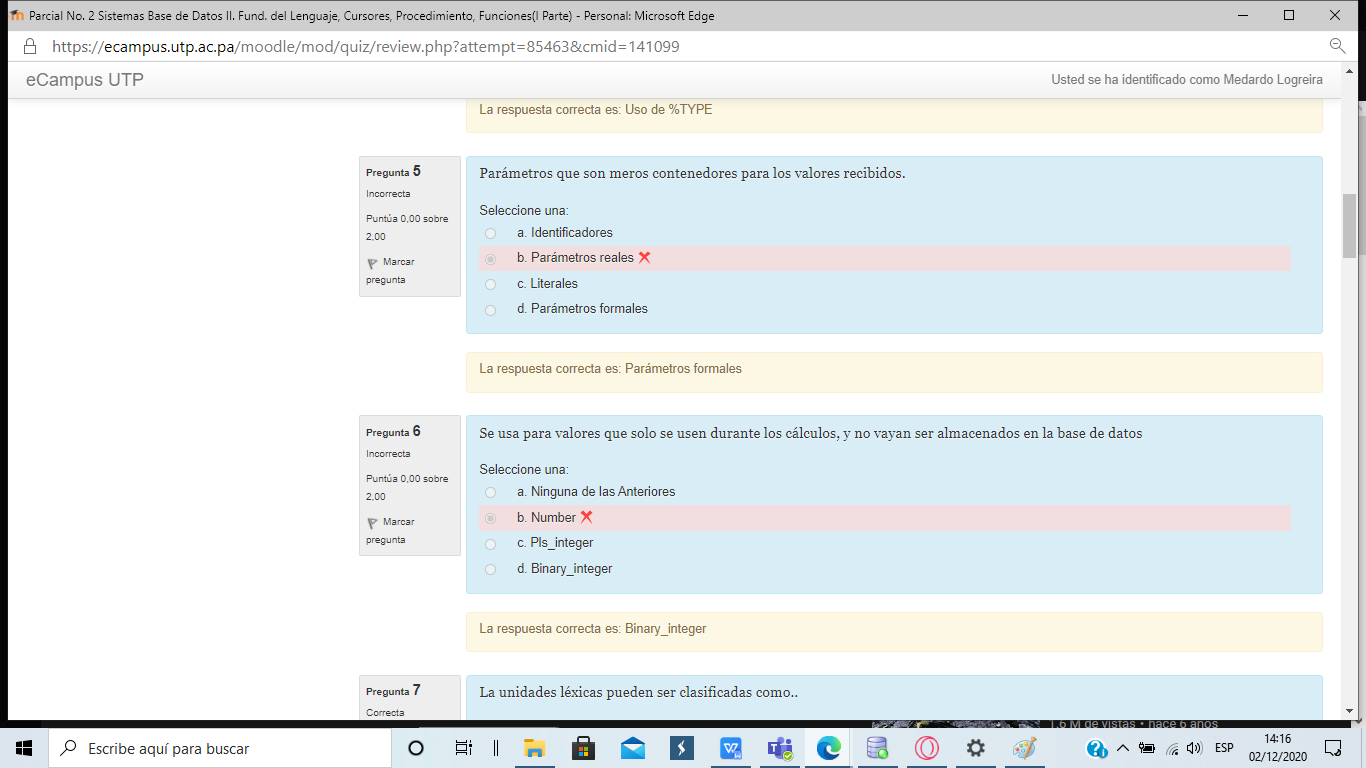 Parcial No. 2 Sistemas Base de Datos II. Fund. del Lenguaje, Cursores, Procedimiento, Funciones(I Parte) - Personal: Microsoft Edge
https://ecampus.utp.ac.pa/moodle/mod/quiz/review.php?attempt=85463&cmid=141099
eCampus UTP
Usted se ha identificado como Medardo Logreira
La respuesta correcta es: Uso de %TYPE
Pregunta 5
Incorrecta
Puntúa 0,00 sobre
2,00
Marcar
pregunta
Parámetros que son meros contenedores para los valores recibidos.
Seleccione una:
a. Identificadores
b. Parámetros reales
c. Literales
d. Parámetros formales
La respuesta correcta es: Parámetros formales
Pregunta 6
Incorrecta
Puntúa 0,00 sobre
2,00
Marcar
pregunta
Se usa para valores que solo se usen durante los cálculos, y no vayan ser almacenados en la base de datos
Seleccione una:
a. Ninguna de las Anteriores
b. Number
c. Pls_integer
d. Binary_integer
La respuesta correcta es: Binary_integer
Pregunta 7
Correcta
La unidades léxicas pueden ser clasificadas como..
1.6 M de vistas • hace 6 años
Escribe aquí para buscar
ESP
14:16
02/12/2020